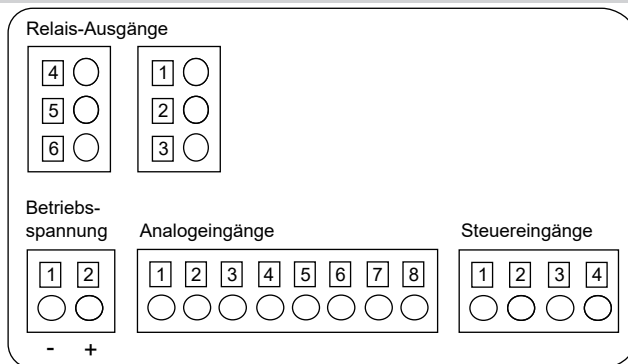 Relais-Ausgänge
4 1
5 2
6 3
Betriebs-
spannung Analogeingänge Steuereingänge
1 2 1 2 3 4 5 6 7 8 1 2 3 4
- +